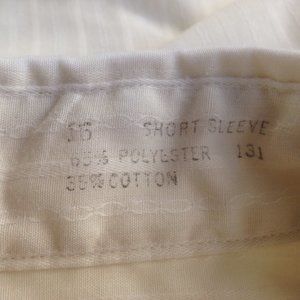 16 SHORT SLEEVE
65% POLYESTER 131
35% COTTON